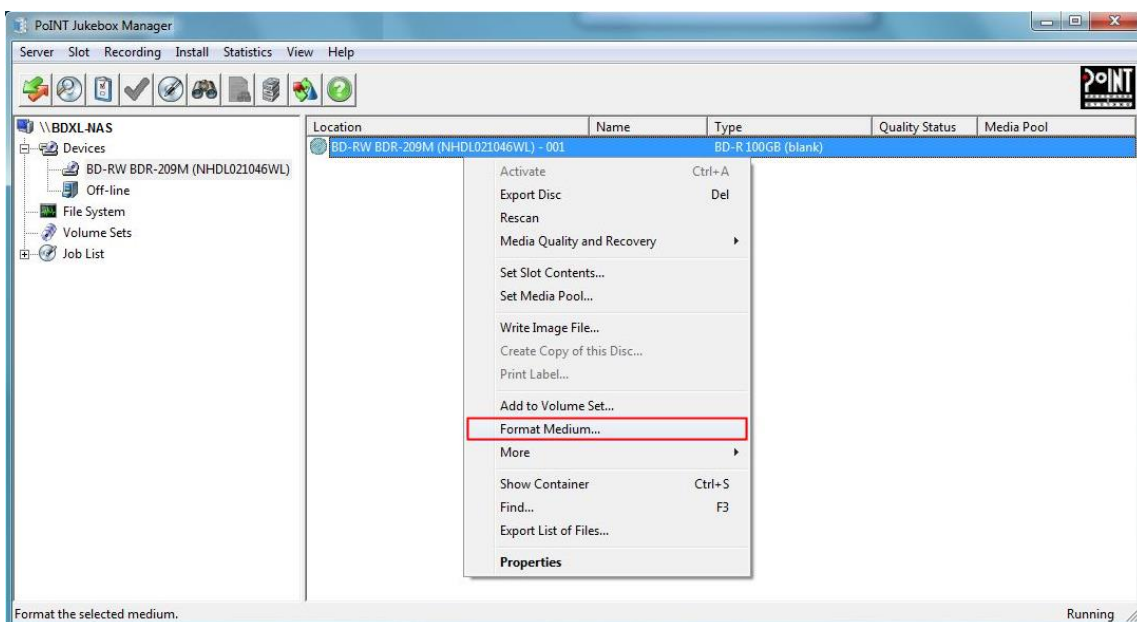 PoINT Jukebox Manager
Server Slot Recording Install Statistics View Help
PoINT
SYSTEMS
\\BDXL-NAS
Devices
BD-RW BDR-209M (NHDL021046WL)
Off-line
File System
Volume Sets
Job List
Location Name Type Quality Status Media Pool
BD-RW BDR-209M (NHDL021046WL) - 001 BD-R 100GB (blank)
Activate Ctrl+A
Export Disc Del
Rescan
Media Quality and Recovery
Set Slot Contents...
Set Media Pool...
Write Image File...
Create Copy of this Disc...
Print Label...
Add to Volume Set...
Format Medium...
More
Show Container Ctrl+S
Find... F3
Export List of Files...
Properties
Format the selected medium. Running